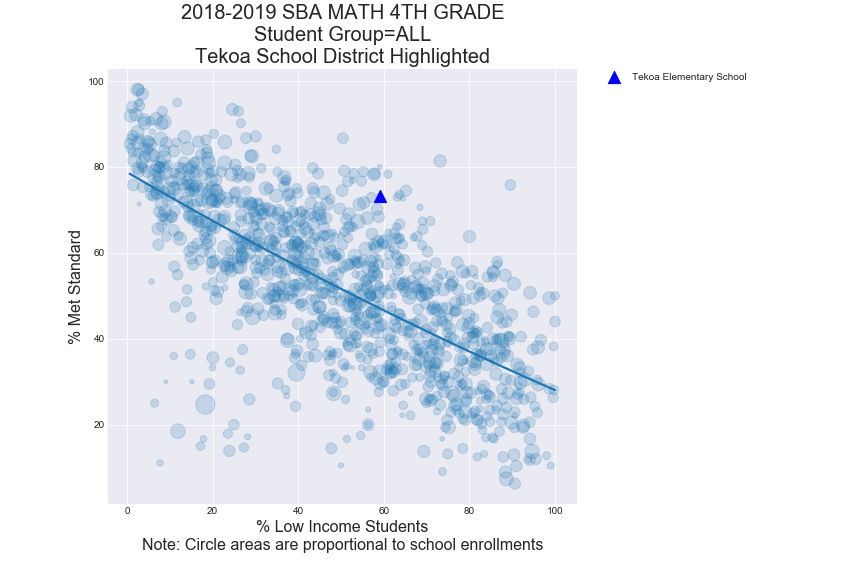 2018-2019 SBA MATH 4TH GRADE
Student Group=ALL
Tekoa School District Highlighted
Tekoa Elementary School
100
80
60
40
20
% Met Standard
0 20 40 60 80 100
% Low Income Students
Note: Circle areas are proportional to school enrollments